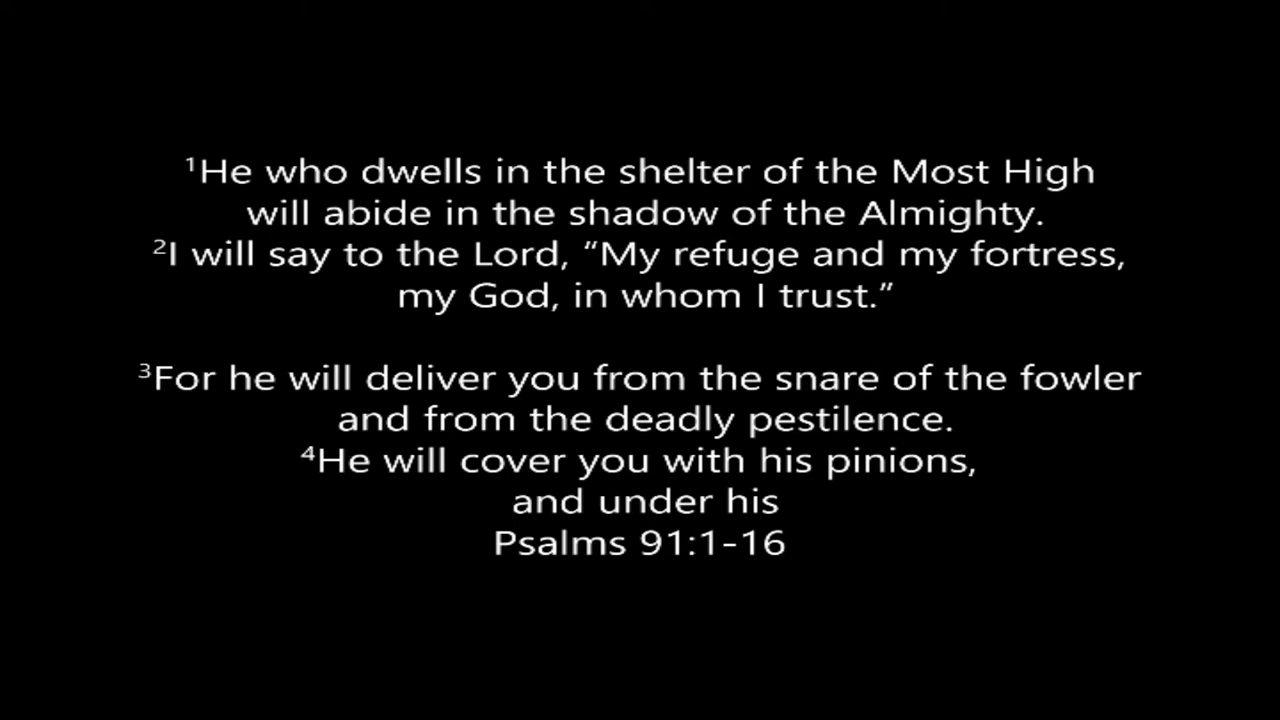 ¹He who dwells in the shelter of the Most High
will abide in the shadow of the Almighty.
²I will say to the Lord, “My refuge and my fortress,
my God, in whom I trust.”
³For he will deliver you from the snare of the fowler
and from the deadly pestilence.
⁴He will cover you with his pinions,
and under his
Psalms 91:1-16